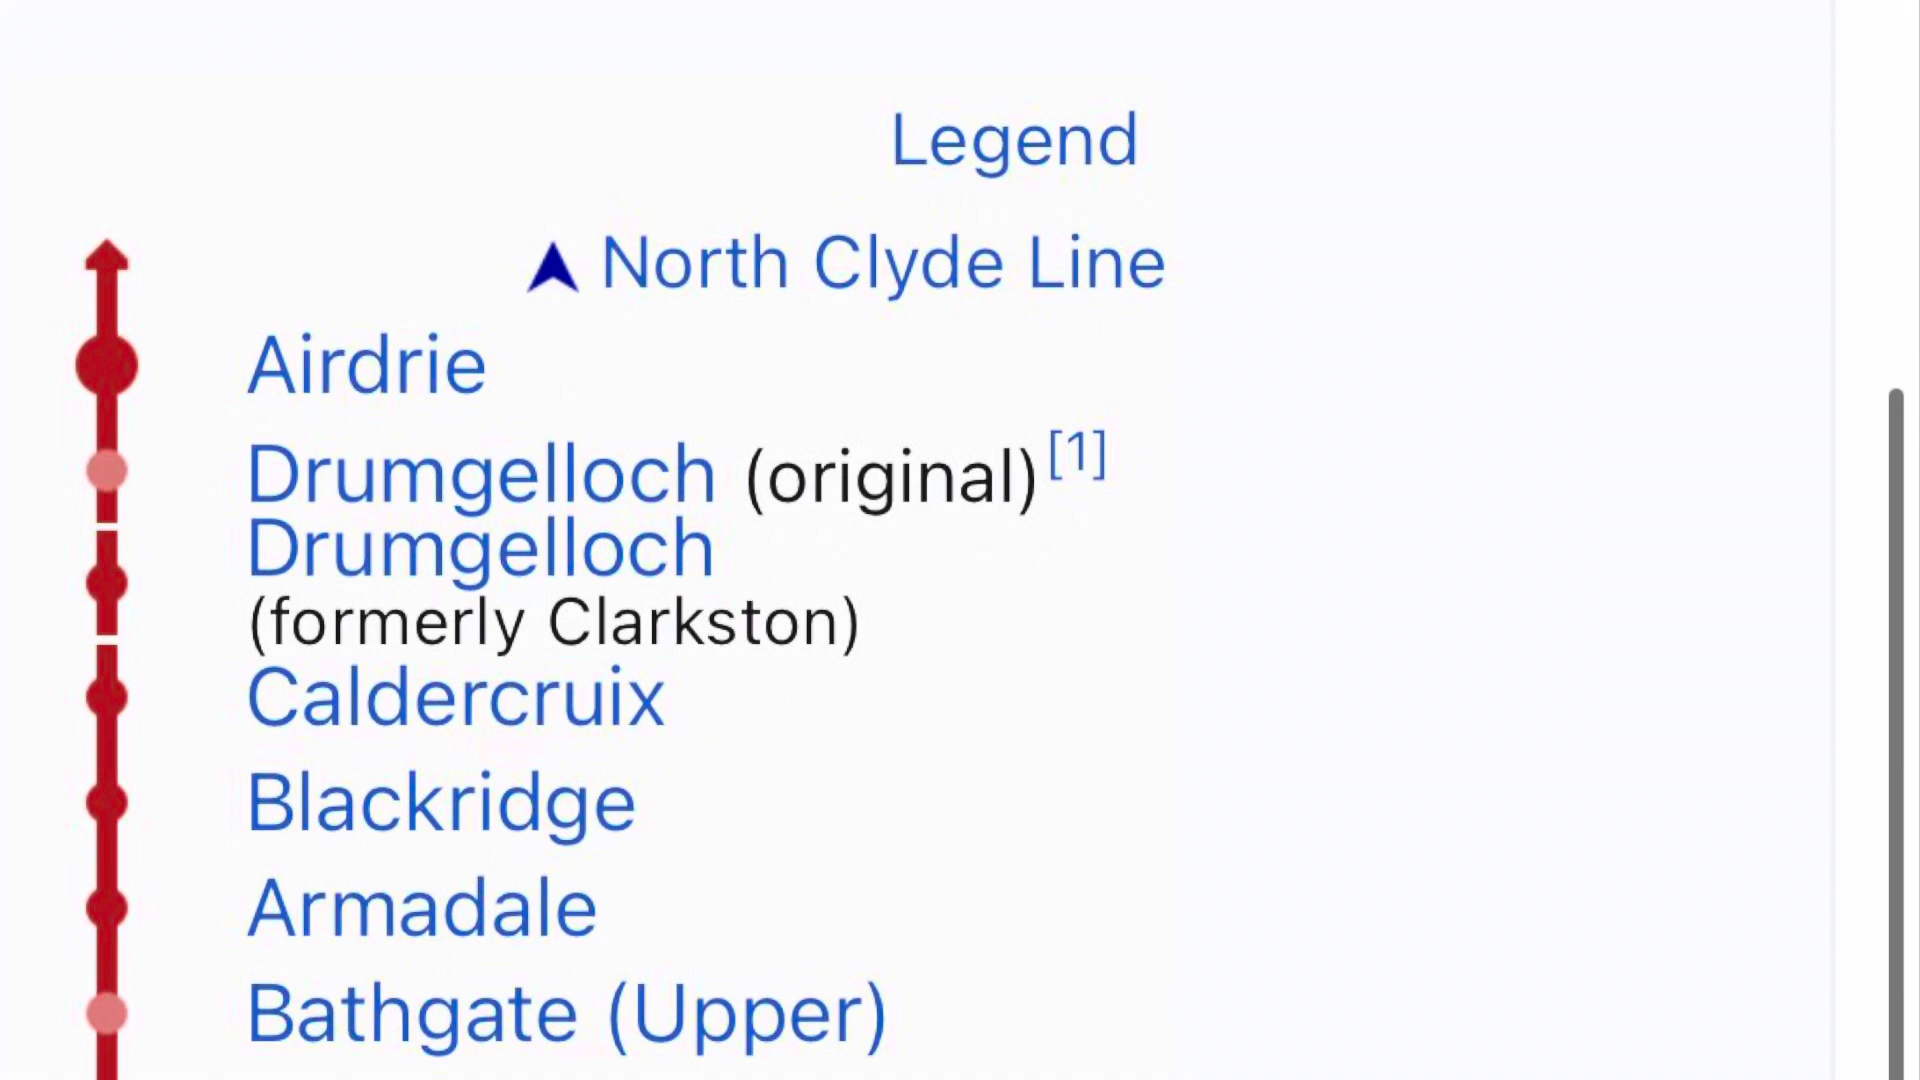 Legend
North Clyde Line
Airdrie
Drumgelloch (original)[1]
Drumgelloch
(formerly Clarkston)
Caldercruix
Blackridge
Armadale
Bathgate (Upper)